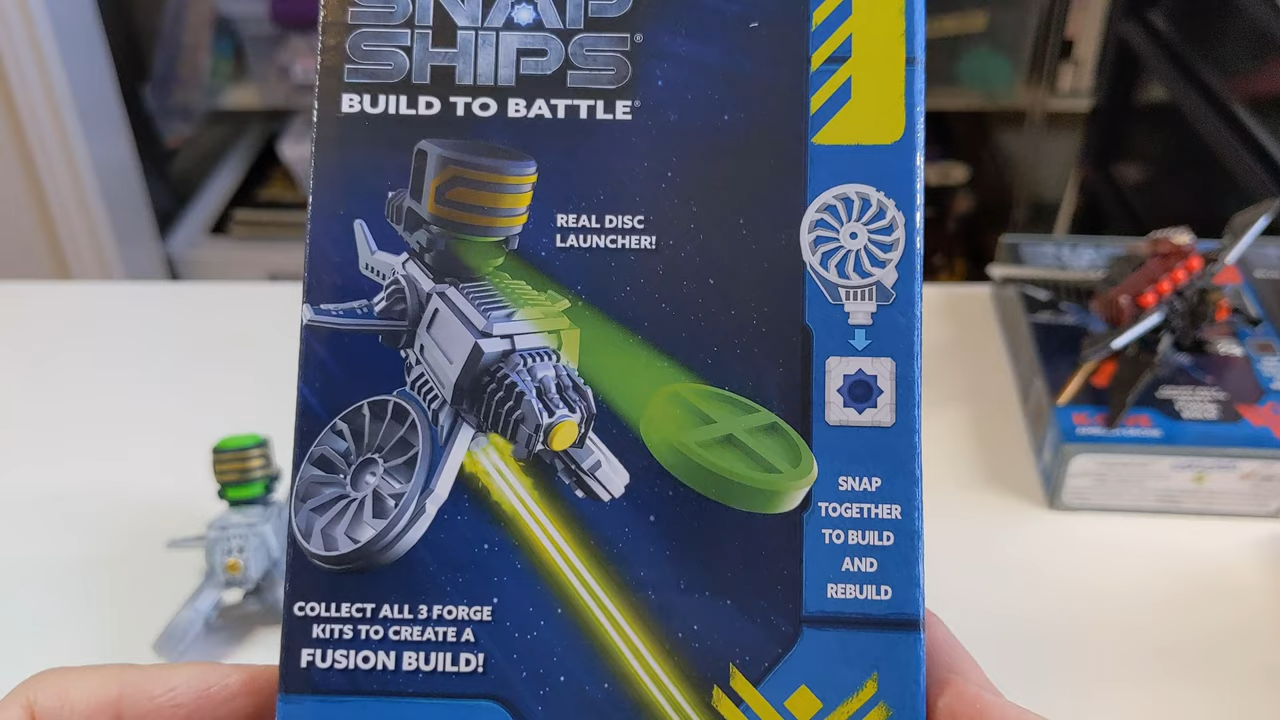 SNAP
SHIPS®
BUILD TO BATTLE®
REAL DISC
LAUNCHER!
SNAP
TOGETHER
TO BUILD
AND
REBUILD
COLLECT ALL 3 FORGE
KITS TO CREATE A
FUSION BUILD!